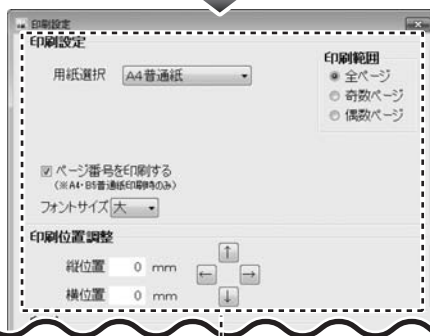 印刷設定
印刷設定
用紙選択 A4普通紙
印刷範囲
全ページ
奇数ページ
偶数ページ
ページ番号を印刷する
(※A4・B5普通紙印刷時のみ)
フォントサイズ 大
印刷位置調整
縦位置 0 mm
横位置 0 mm
↑
← →
↓